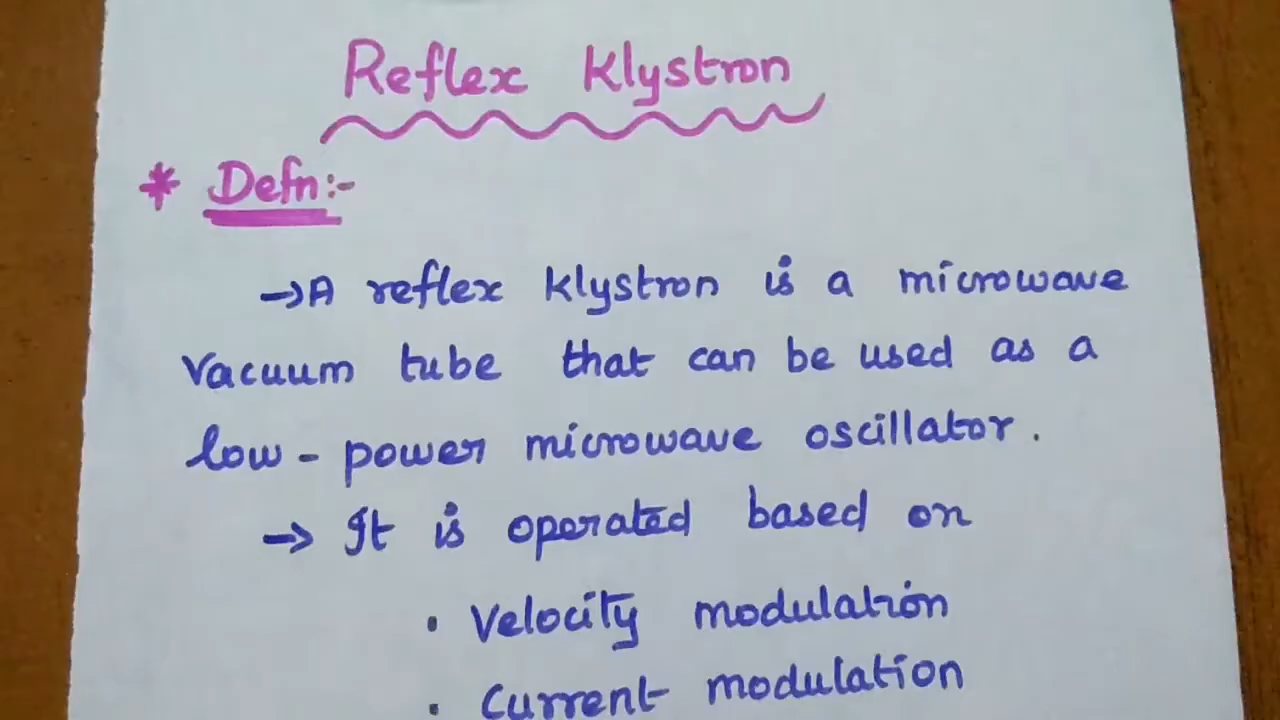 Reflex Klystron
* Defn:-
→ A reflex klystron is a microwave
vacuum tube that can be used as a
low - power microwave oscillator.
→ It is operated based on
• Velocity modulation
• Current modulation